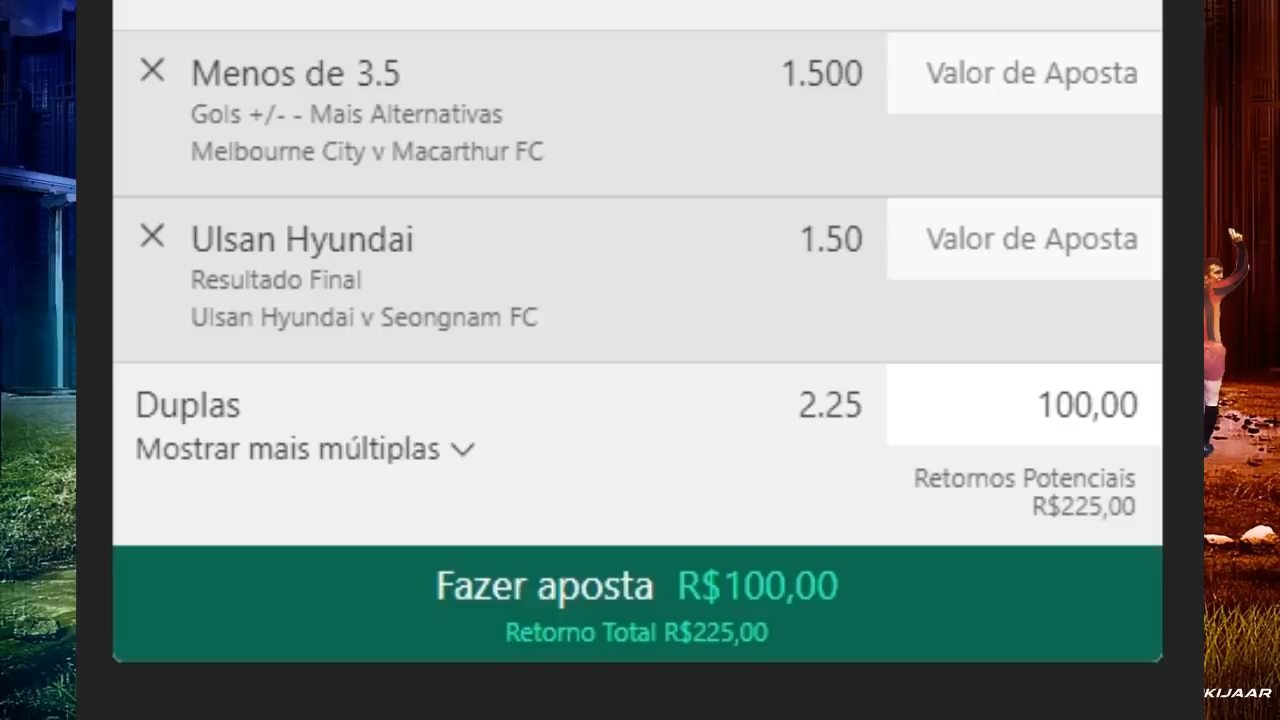 Menos de 3.5 1.500 Valor de Aposta
Gols +/- - Mais Alternativas
Melbourne City v Macarthur FC
Ulsan Hyundai 1.50 Valor de Aposta
Resultado Final
Ulsan Hyundai v Seongnam FC
Duplas 2.25 100,00
Mostrar mais múltiplas
Retornos Potenciais
R$225,00
Fazer aposta R$100,00
Retorno Total R$225,00
KIJAAR